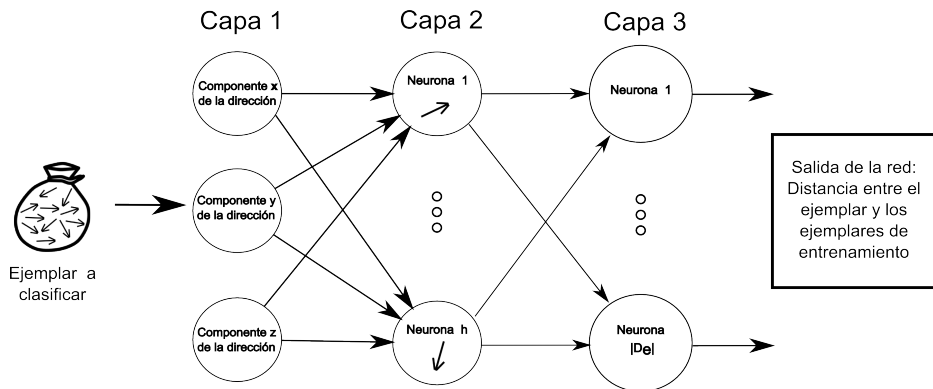 Capa 1
Capa 2
Capa 3
Componente x
de la dirección
Neurona 1
Neurona 1
Componente y
de la dirección
Ejemplar a
clasificar
Salida de la red:
Distancia entre el
ejemplar y los
ejemplares de
entrenamiento
Componente z
de la dirección
Neurona h
Neurona
|De|